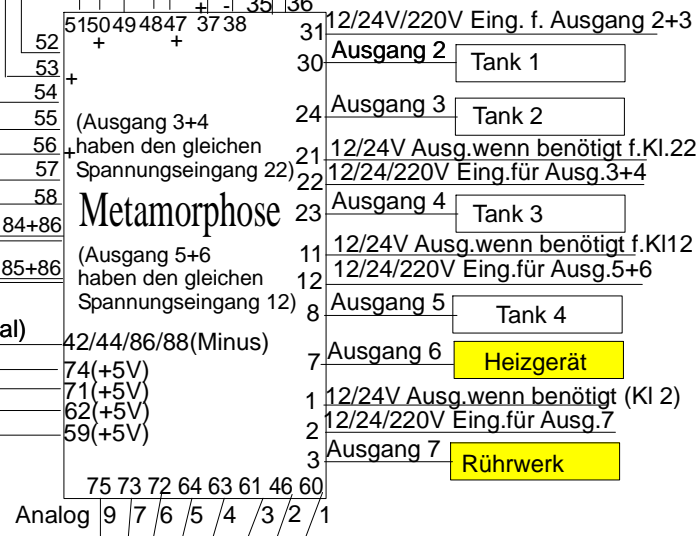 35 36
+ -
51 50 49 48 47 37 38
+ +
31 12/24V/220V Eing. f. Ausgang 2+3
52
30 Ausgang 2 Tank 1
53
+
54
24 Ausgang 3 Tank 2
55
(Ausgang 3+4
56
+
haben den gleichen
21 12/24V Ausg.wenn benötigt f.Kl.22
57
Spannungseingang 22)
22 12/24/220V Eing.für Ausg.3+4
58
Metamorphose
23 Ausgang 4 Tank 3
84+86
(Ausgang 5+6
11 12/24V Ausg.wenn benötigt f.Kl12
85+86
haben den gleichen
12 12/24/220V Eing.für Ausg.5+6
Spannungseingang 12)
8 Ausgang 5 Tank 4
al)
42/44/86/88(Minus)
7 Ausgang 6 Heizgerät
74(+5V)
71(+5V)
1 12/24V Ausg.wenn benötigt (Kl 2)
62(+5V)
2 12/24/220V Eing.für Ausg.7
59(+5V)
3 Ausgang 7 Rührwerk
75 73 72 64 63 61 46 60
Analog 9 7 6 5 4 3 2 1